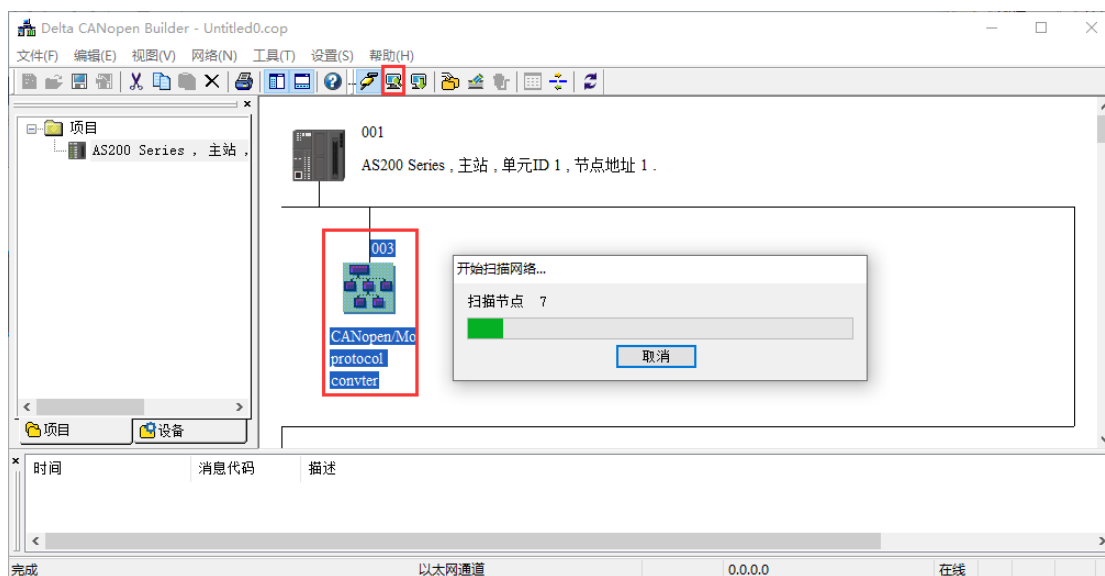 Delta CANopen Builder - Untitled0.cop
文件(F) 编辑(E) 视图(V) 网络(N) 工具(T) 设置(S) 帮助(H)
项目
AS200 Series , 主站 ,
001
AS200 Series , 主站 , 单元ID 1 , 节点地址 1 .
003
CANopen/Mo
protocol
convter
开始扫描网络...
扫描节点 7
取消
项目 设备
时间 消息代码 描述
完成 以太网通道 0.0.0.0 在线